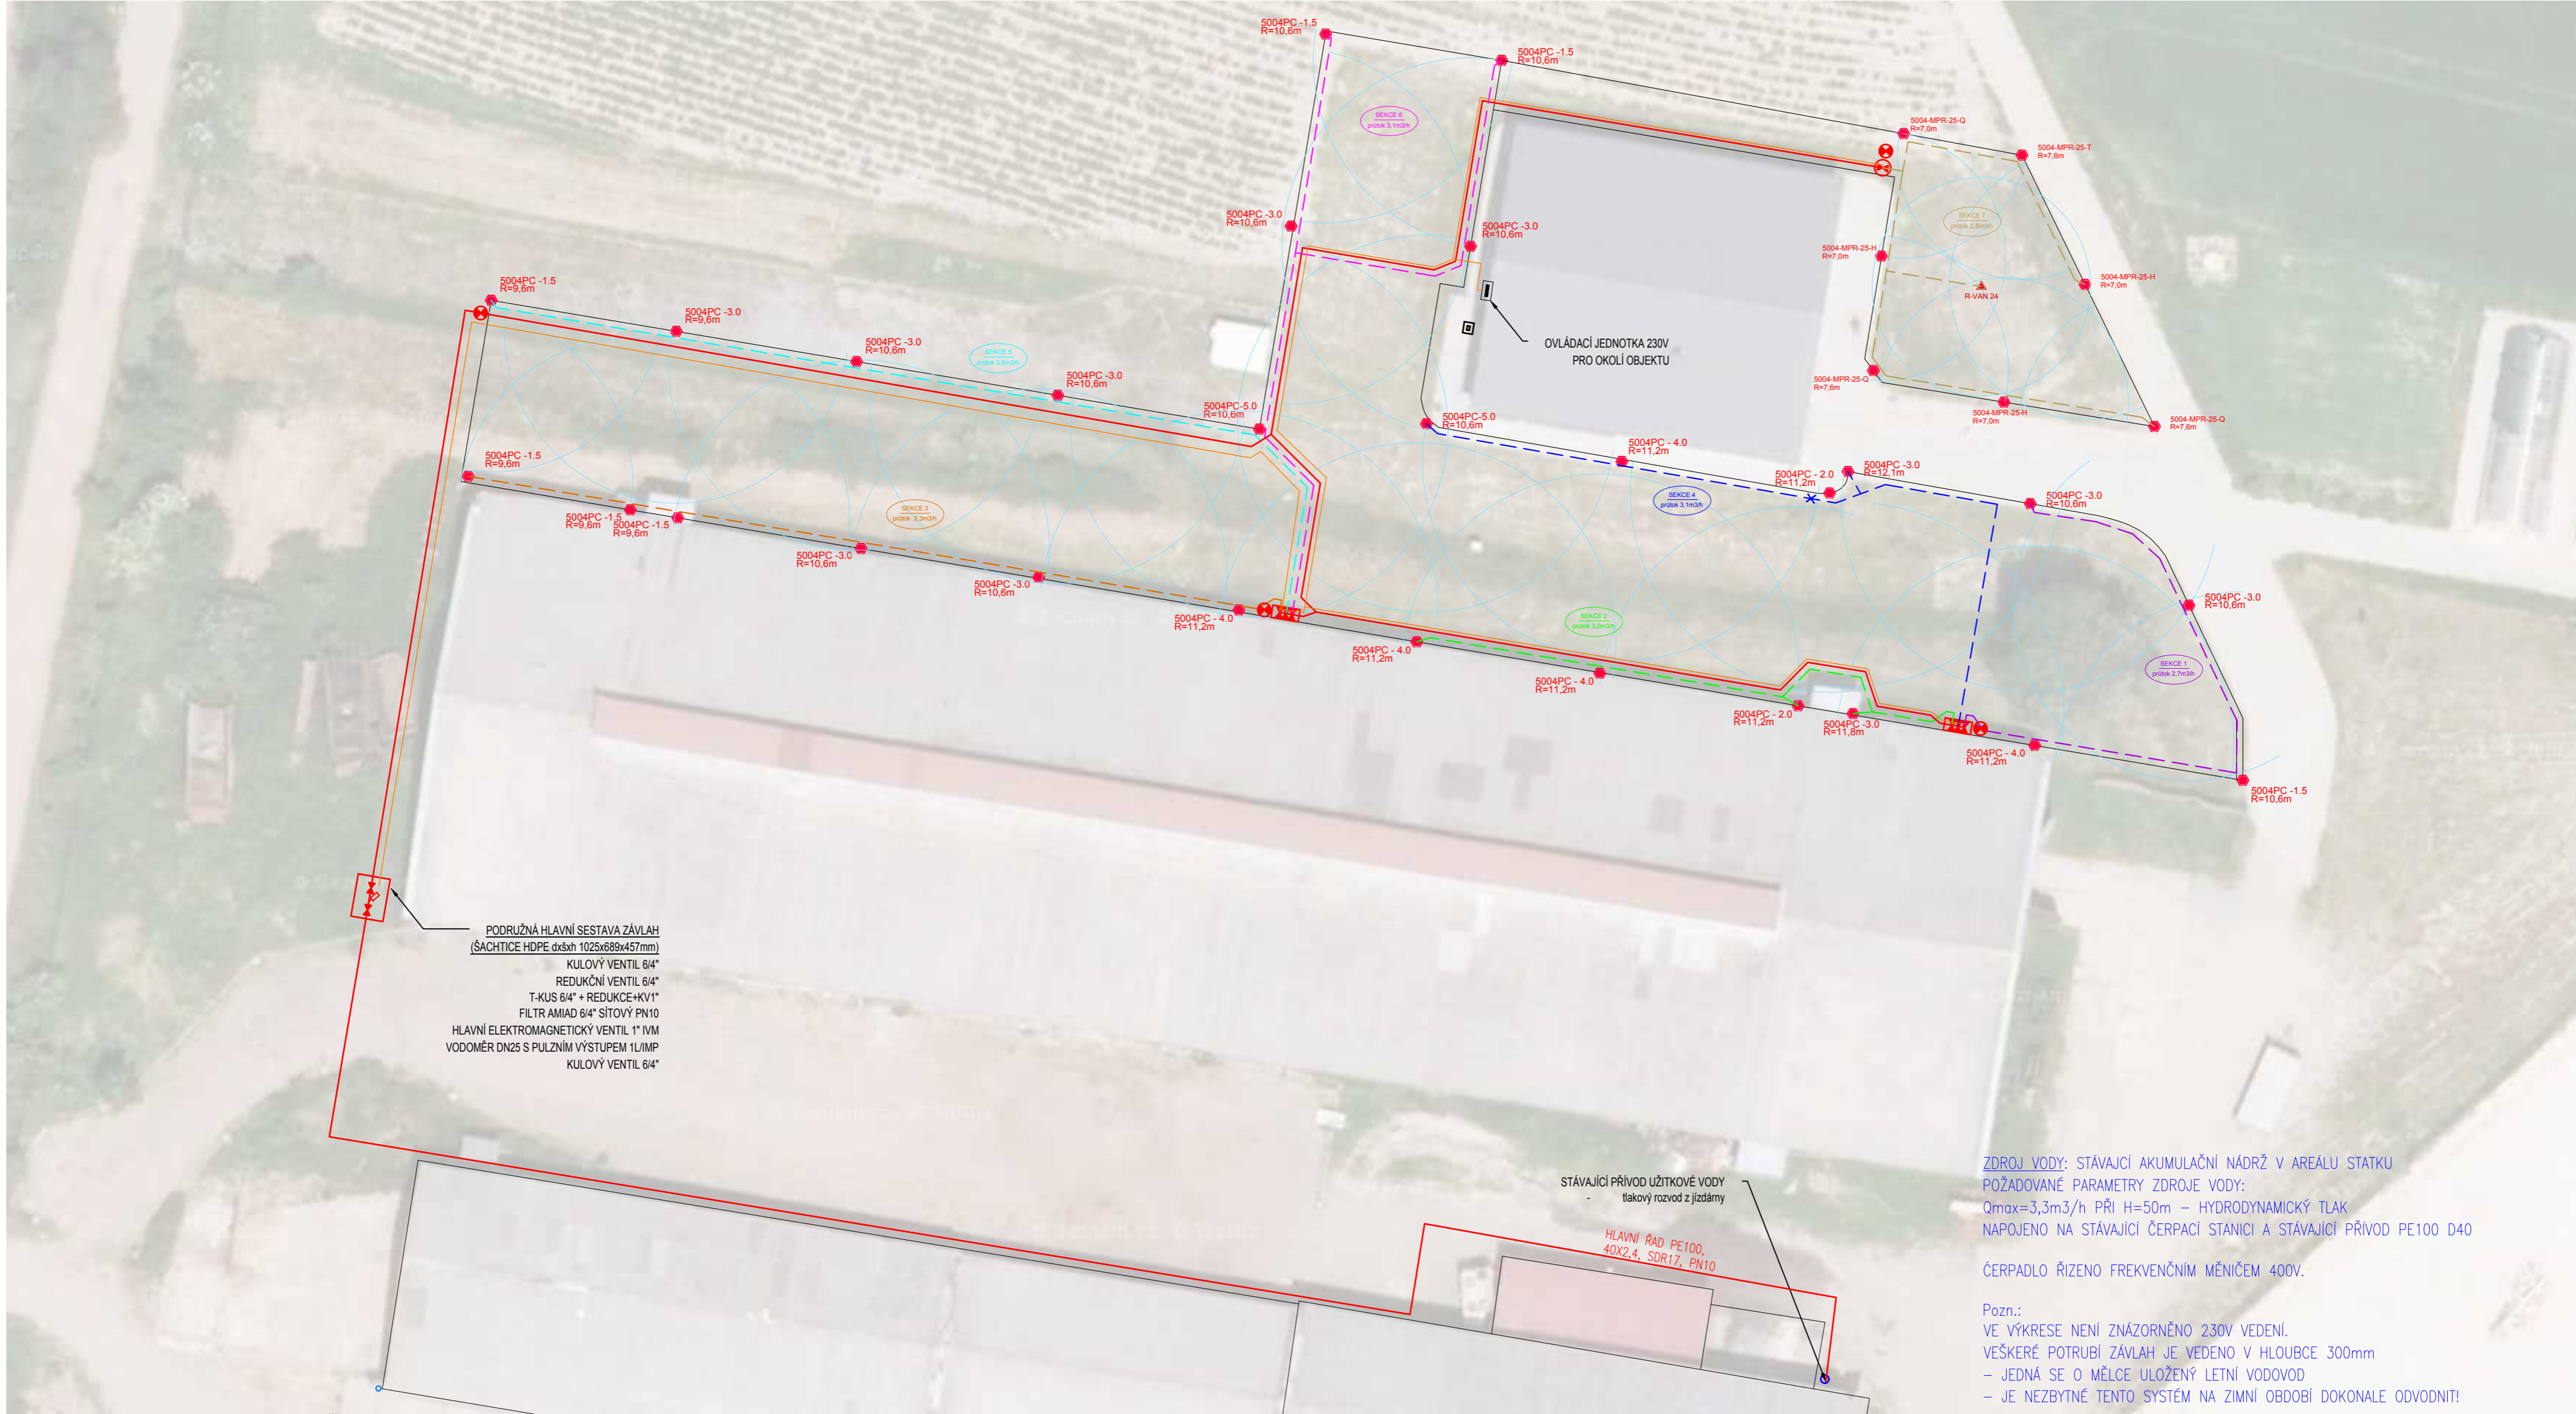 5004PC -1.5
R=10,6m
5004PC -1.5
R=10,6m
SEKCE 6
průtok 3,1m3/h
5004-MPR-25-Q
R=7,0m
5004-MPR-25-T
R=7,6m
5004PC -3.0
R=10,6m
5004PC -3.0
R=10,6m
SEKCE 7
průtok 2,8m3/h
5004-MPR-25-H
R=7,0m
5004-MPR-25-H
R=7,0m
R-VAN 24
5004PC -1.5
R=9,6m
5004PC -3.0
R=9,6m
5004PC -3.0
R=10,6m
SEKCE 5
průtok 2,5m3/h
5004PC -3.0
R=10,6m
OVLÁDACÍ JEDNOTKA 230V
PRO OKOLÍ OBJEKTU
5004-MPR-25-Q
R=7,6m
5004-MPR-25-H
R=7,0m
5004-MPR-25-Q
R=7,6m
5004PC-5.0
R=10,6m
5004PC-5.0
R=10,6m
5004PC - 4.0
R=11,2m
5004PC - 2.0
R=11,2m
5004PC -3.0
R=12,1m
5004PC -3.0
R=10,6m
5004PC -1.5
R=9,6m
SEKCE 4
průtok 3,1m3/h
SEKCE 3
průtok 3,3m3/h
5004PC -1.5
R=9,6m
5004PC -1.5
R=9,6m
5004PC -3.0
R=10,6m
5004PC -3.0
R=10,6m
5004PC - 4.0
R=11,2m
SEKCE 2
průtok 3,0m3/h
5004PC -3.0
R=10,6m
5004PC - 4.0
R=11,2m
5004PC - 4.0
R=11,2m
SEKCE 1
průtok 2,7m3/h
5004PC - 2.0
R=11,2m
5004PC -3.0
R=11,8m
5004PC - 4.0
R=11,2m
5004PC -1.5
R=10,6m
PODRUŽNÁ HLAVNÍ SESTAVA ZÁVLAH
(ŠACHTICE HDPE dxšxh 1025x689x457mm)
KULOVÝ VENTIL 6/4"
REDUKČNÍ VENTIL 6/4"
T-KUS 6/4" + REDUKCE+KV1"
FILTR AMIAD 6/4" SÍTOVÝ PN10
HLAVNÍ ELEKTROMAGNETICKÝ VENTIL 1" IVM
VODOMĚR DN25 S PULZNÍM VÝSTUPEM 1L/IMP
KULOVÝ VENTIL 6/4"
STÁVAJÍCÍ PŘÍVOD UŽITKOVÉ VODY
- tlakový rozvod z jízdárny
HLAVNÍ ŘAD PE100,
40X2,4, SDR17, PN10
ZDROJ VODY: STÁVAJCÍ AKUMULAČNÍ NÁDRŽ V AREÁLU STATKU
POŽADOVANÉ PARAMETRY ZDROJE VODY:
Qmax=3,3m3/h PŘI H=50m – HYDRODYNAMICKÝ TLAK
NAPOJENO NA STÁVAJÍCÍ ČERPACÍ STANICI A STÁVAJÍCÍ PŘÍVOD PE100 D40
ČERPADLO ŘIZENO FREKVENČNÍM MĚNIČEM 400V.
Pozn.:
VE VÝKRESE NENÍ ZNÁZORNĚNO 230V VEDENÍ.
VEŠKERÉ POTRUBÍ ZÁVLAH JE VEDENO V HLOUBCE 300mm
– JEDNÁ SE O MĚLCE ULOŽENÝ LETNÍ VODOVOD
– JE NEZBYTNÉ TENTO SYSTÉM NA ZIMNÍ OBDOBÍ DOKONALE ODVODNIT!